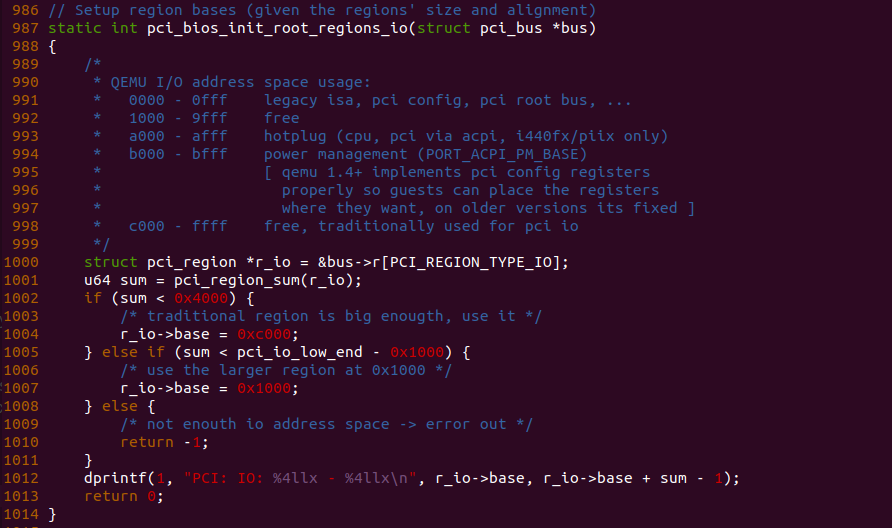 986 // Setup region bases (given the regions' size and alignment)
987 static int pci_bios_init_root_regions_io(struct pci_bus *bus)
988 {
989     /*
990      * QEMU I/O address space usage:
991      *   0000 - 0fff    legacy isa, pci config, pci root bus, ...
992      *   1000 - 9fff    free
993      *   a000 - afff    hotplug (cpu, pci via acpi, i440fx/piix only)
994      *   b000 - bfff    power management (PORT_ACPI_PM_BASE)
995      *                  [ qemu 1.4+ implements pci config registers
996      *                    properly so guests can place the registers
997      *                    where they want, on older versions its fixed ]
998      *   c000 - ffff    free, traditionally used for pci io
999      */
1000     struct pci_region *r_io = &bus->r[PCI_REGION_TYPE_IO];
1001     u64 sum = pci_region_sum(r_io);
1002     if (sum < 0x4000) {
1003         /* traditional region is big enougth, use it */
1004         r_io->base = 0xc000;
1005     } else if (sum < pci_io_low_end - 0x1000) {
1006         /* use the larger region at 0x1000 */
1007         r_io->base = 0x1000;
1008     } else {
1009         /* not enouth io address space -> error out */
1010         return -1;
1011     }
1012     dprintf(1, "PCI: IO: %4llx - %4llx\n", r_io->base, r_io->base + sum - 1);
1013     return 0;
1014 }